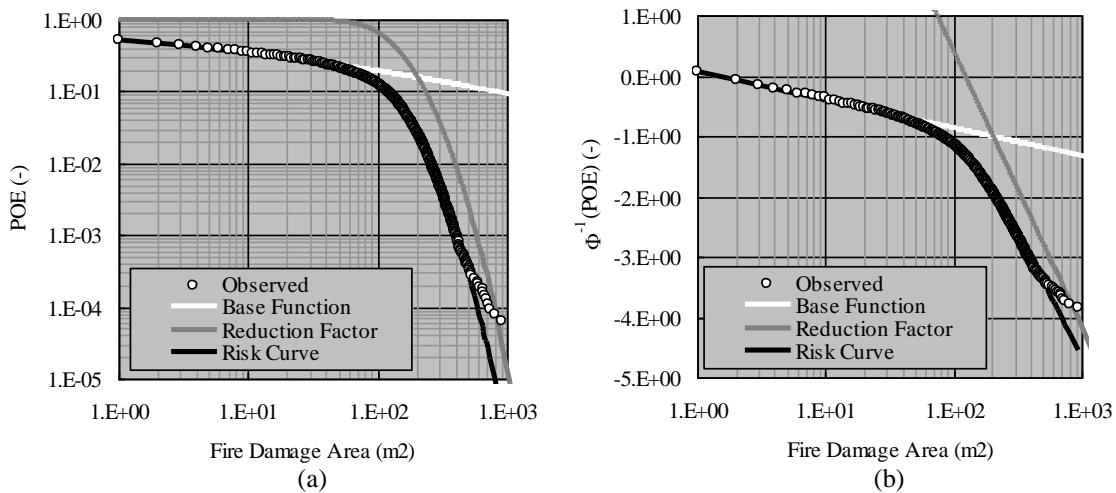 1.E+00
1.E-01
1.E-02
1.E-03
1.E-04
1.E-05
POE (-)
Observed
Base Function
Reduction Factor
Risk Curve
1.E+00 1.E+01 1.E+02 1.E+03
Fire Damage Area (m2)
(a)
1.E+00
0.E+00
-1.E+00
-2.E+00
-3.E+00
-4.E+00
-5.E+00
Φ⁻¹ (POE) (-)
Observed
Base Function
Reduction Factor
Risk Curve
1.E+00 1.E+01 1.E+02 1.E+03
Fire Damage Area (m2)
(b)